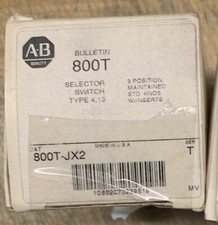 A-B
QUALITY
BULLETIN
800T
SELECTOR
SWITCH
TYPE 4,13
3 POSITION
MAINTAINED
STD. KNOB
W/INSERTS
CAT
800T-JX2
MADE IN U.S.A.
SER
T
MV